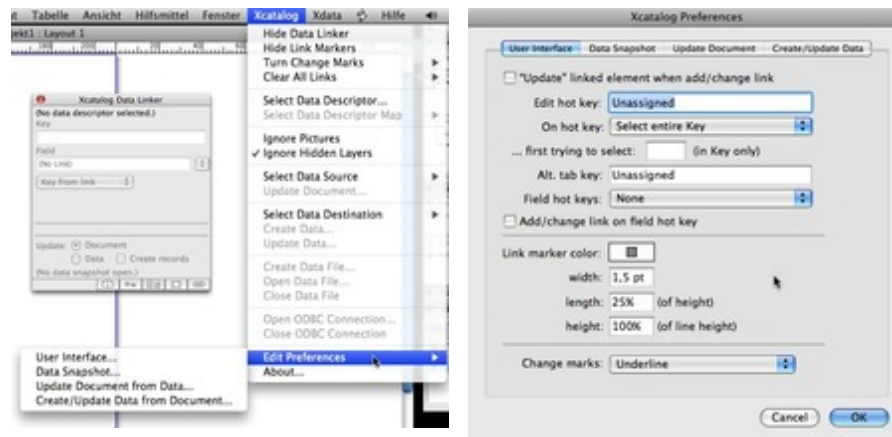 Tabelle Ansicht Hilfsmittel Fenster Xcatalog Xdata Hilfe
ekt1 : Layout 1
Hide Data Linker
Hide Link Markers
Turn Change Marks
Clear All Links
Select Data Descriptor...
Select Data Descriptor Map
Ignore Pictures
✓ Ignore Hidden Layers
Select Data Source
Update Document...
Select Data Destination
Create Data...
Update Data...
Create Data File...
Open Data File...
Close Data File
Open ODBC Connection...
Close ODBC Connection
Edit Preferences
About...
User Interface...
Data Snapshot...
Update Document from Data...
Create/Update Data from Document...
Xcatalog Data Linker
(No data descriptor selected.)
Key
Field
(No Link)
Key from link
Update: Document
Data Create records
(No data snapshot open.)
Xcatalog Preferences
User Interface Data Snapshot Update Document Create/Update Data
"Update" linked element when add/change link
Edit hot key: Unassigned
On hot key: Select entire Key
... first trying to select: (in Key only)
Alt. tab key: Unassigned
Field hot keys: None
Add/change link on field hot key
Link marker color:
width: 1,5 pt
length: 25% (of height)
height: 100% (of line height)
Change marks: Underline
Cancel OK